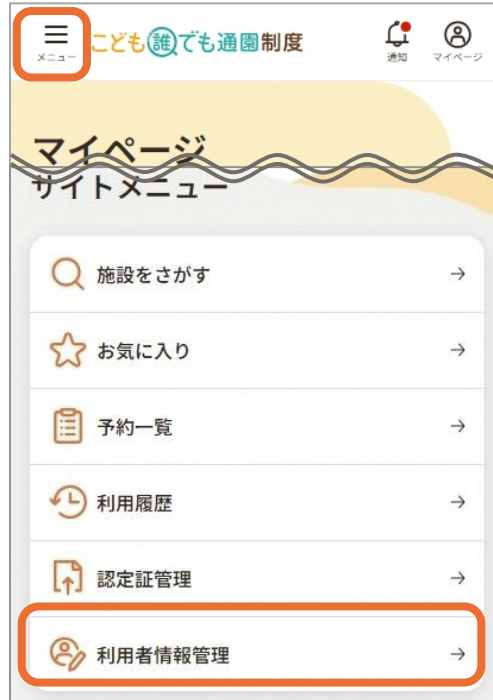 メニュー
こども誰でも通園制度
通知
マイページ
マイページ
サイトメニュー
施設をさがす
お気に入り
予約一覧
利用履歴
認定証管理
利用者情報管理